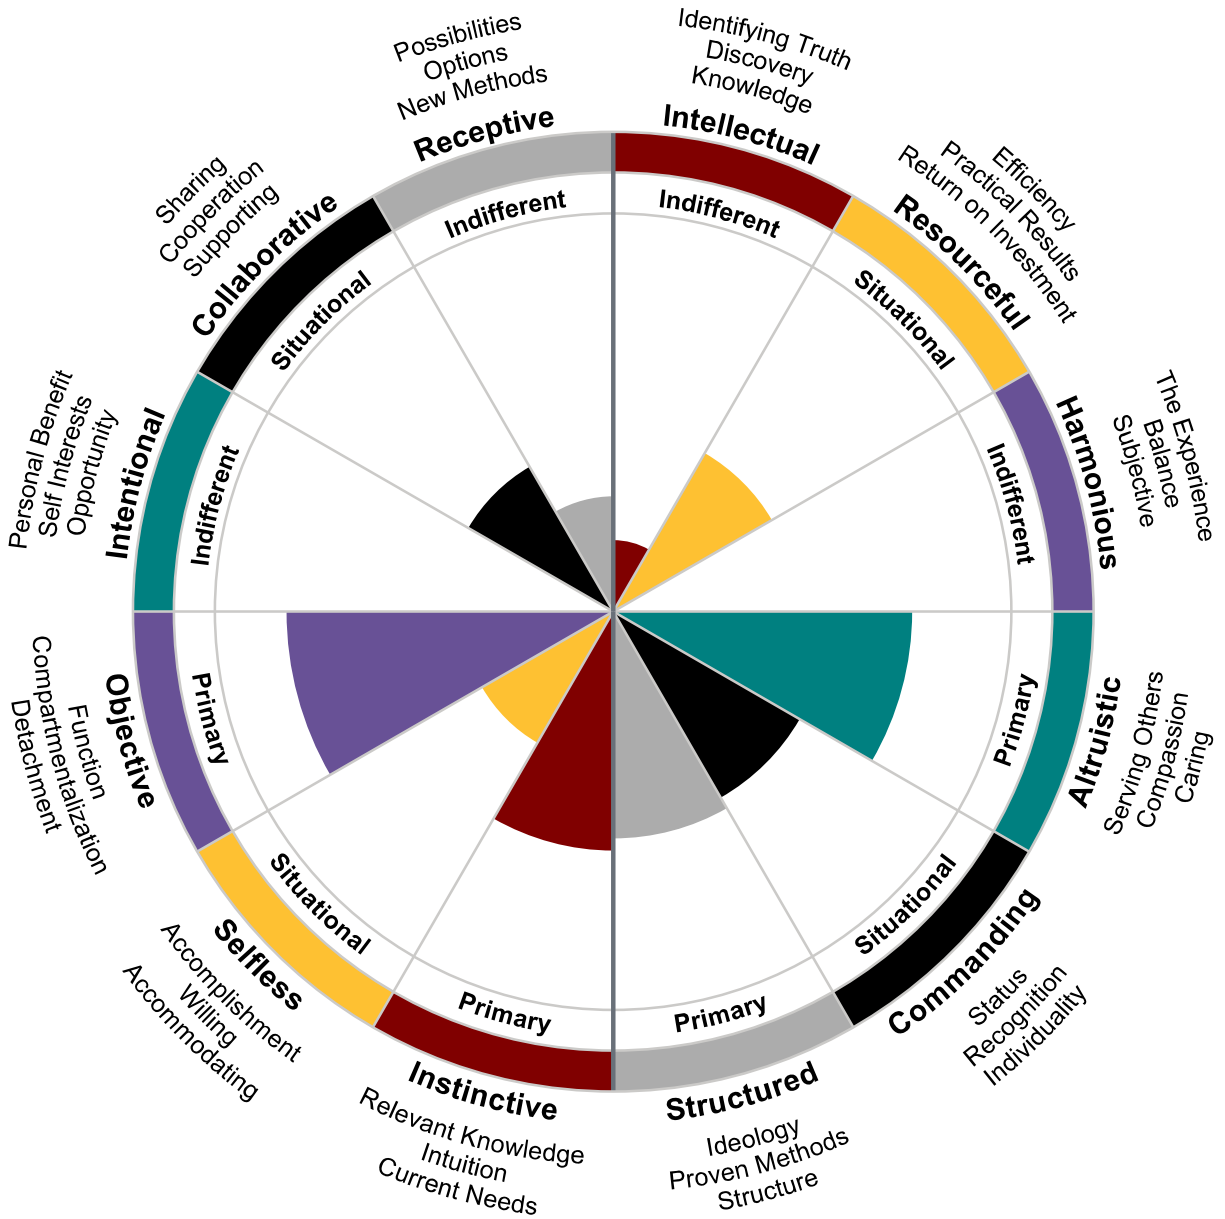 Identifying Truth
Discovery
Knowledge
Intellectual
Indifferent
Efficiency
Practical Results
Return on Investment
Resourceful
Situational
The Experience
Balance
Subjective
Harmonious
Indifferent
Primary
Altruistic
Serving Others
Compassion
Caring
Situational
Commanding
Status
Recognition
Individuality
Primary
Structured
Ideology
Proven Methods
Structure
Primary
Instinctive
Relevant Knowledge
Intuition
Current Needs
Situational
Selfless
Accomplishment
Willing
Accommodating
Primary
Objective
Function
Compartmentalization
Detachment
Personal Benefit
Self Interests
Opportunity
Intentional
Indifferent
Sharing
Cooperation
Supporting
Collaborative
Situational
Possibilities
Options
New Methods
Receptive
Indifferent